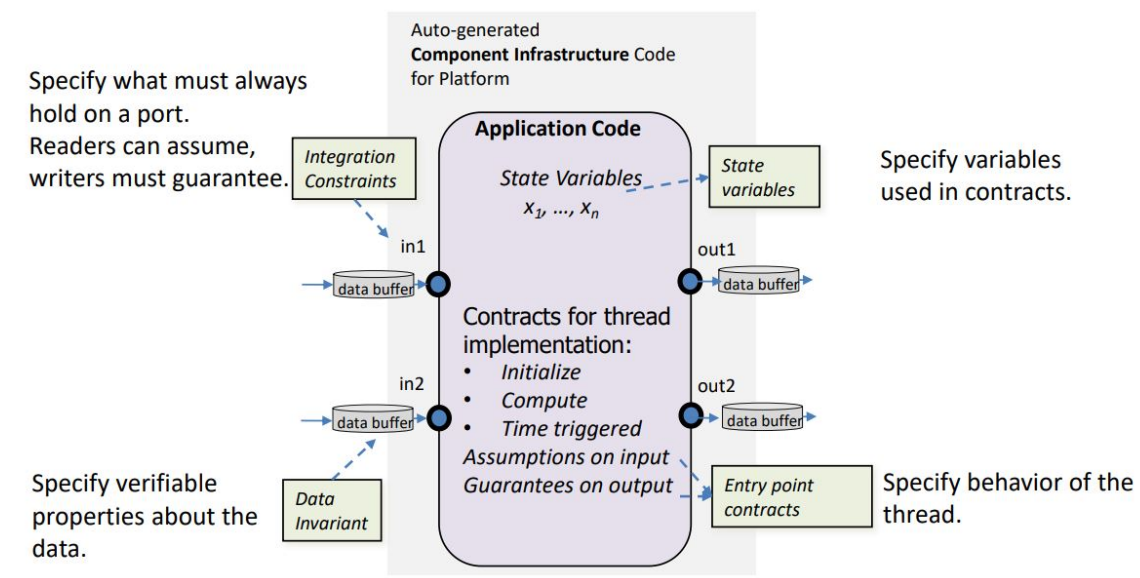 Auto-generated
Component Infrastructure Code
for Platform
Specify what must always
hold on a port.
Readers can assume,
writers must guarantee.
Integration
Constraints
Application Code
State Variables
x1, ..., xn
State
variables
Specify variables
used in contracts.
in1
data buffer
out1
data buffer
Contracts for thread
implementation:
• Initialize
• Compute
• Time triggered
Assumptions on input
Guarantees on output
in2
data buffer
out2
data buffer
Specify verifiable
properties about the
data.
Data
Invariant
Entry point
contracts
Specify behavior of the
thread.